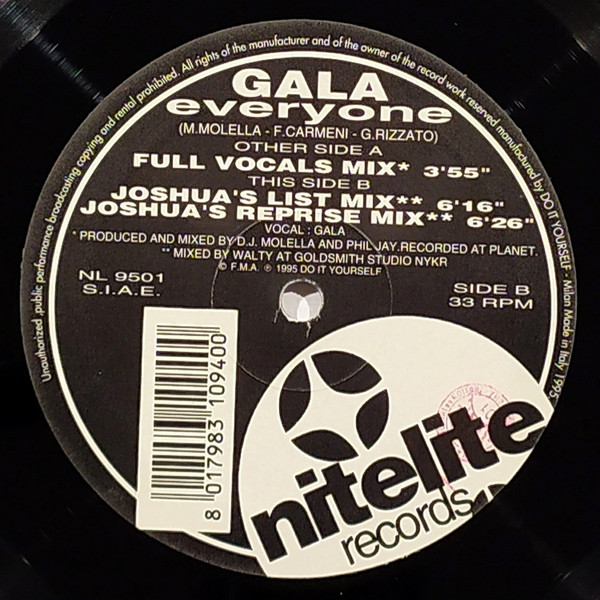 Unauthorized .public performance broadcasting copying and rental prohibited. All rights of the manufacturer and of the owner of the record work reserved manufactured by DO IT YOURSELF - Milan Made in Italy 1995
GALA
everyone
(M.MOLELLA - F.CARMENI - G.RIZZATO)
OTHER SIDE A
FULL VOCALS MIX* 3'55"
THIS SIDE B
JOSHUA'S LIST MIX** 6'16"
JOSHUA'S REPRISE MIX** 6'26"
VOCAL : GALA
* PRODUCED AND MIXED BY D.J. MOLELLA AND PHIL JAY.RECORDED AT PLANET.
** MIXED BY WALTY AT GOLDSMITH STUDIO NYKR
© F.M.A. ℗ 1995 DO IT YOURSELF
NL 9501
S.I.A.E.
SIDE B
33 RPM
8 017983 109400
nitelite
records